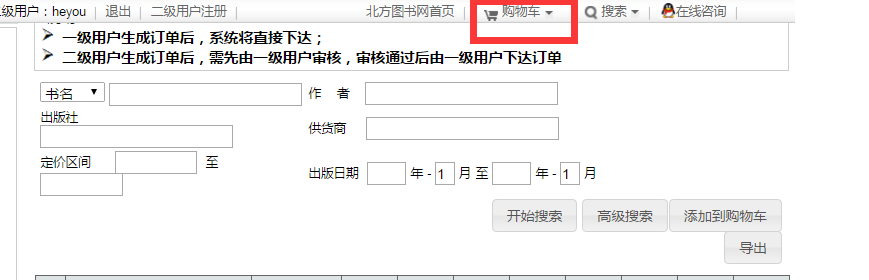 二级用户：heyou 退出 二级用户注册 北方图书网首页 购物车 搜索 在线咨询
一级用户生成订单后，系统将直接下达；
二级用户生成订单后，需先由一级用户审核，审核通过后由一级用户下达订单
书名 作 者
出版社
供货商
定价区间 至
出版日期 年 - 1 月 至 年 - 1 月
开始搜索 高级搜索 添加到购物车
导出